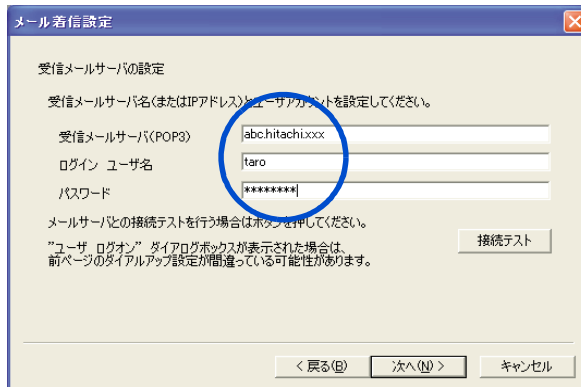 メール着信設定
受信メールサーバの設定
受信メールサーバ名(またはIPアドレス)とユーザアカウントを設定してください。
受信メールサーバ(POP3) abc.hitachi.xxx
ログイン ユーザ名 taro
パスワード ********
メールサーバとの接続テストを行う場合はボタンを押してください。
"ユーザ ログオン" ダイアログボックスが表示された場合は、
前ページのダイアルアップ設定が間違っている可能性があります。
接続テスト
< 戻る(B) 次へ(N) > キャンセル